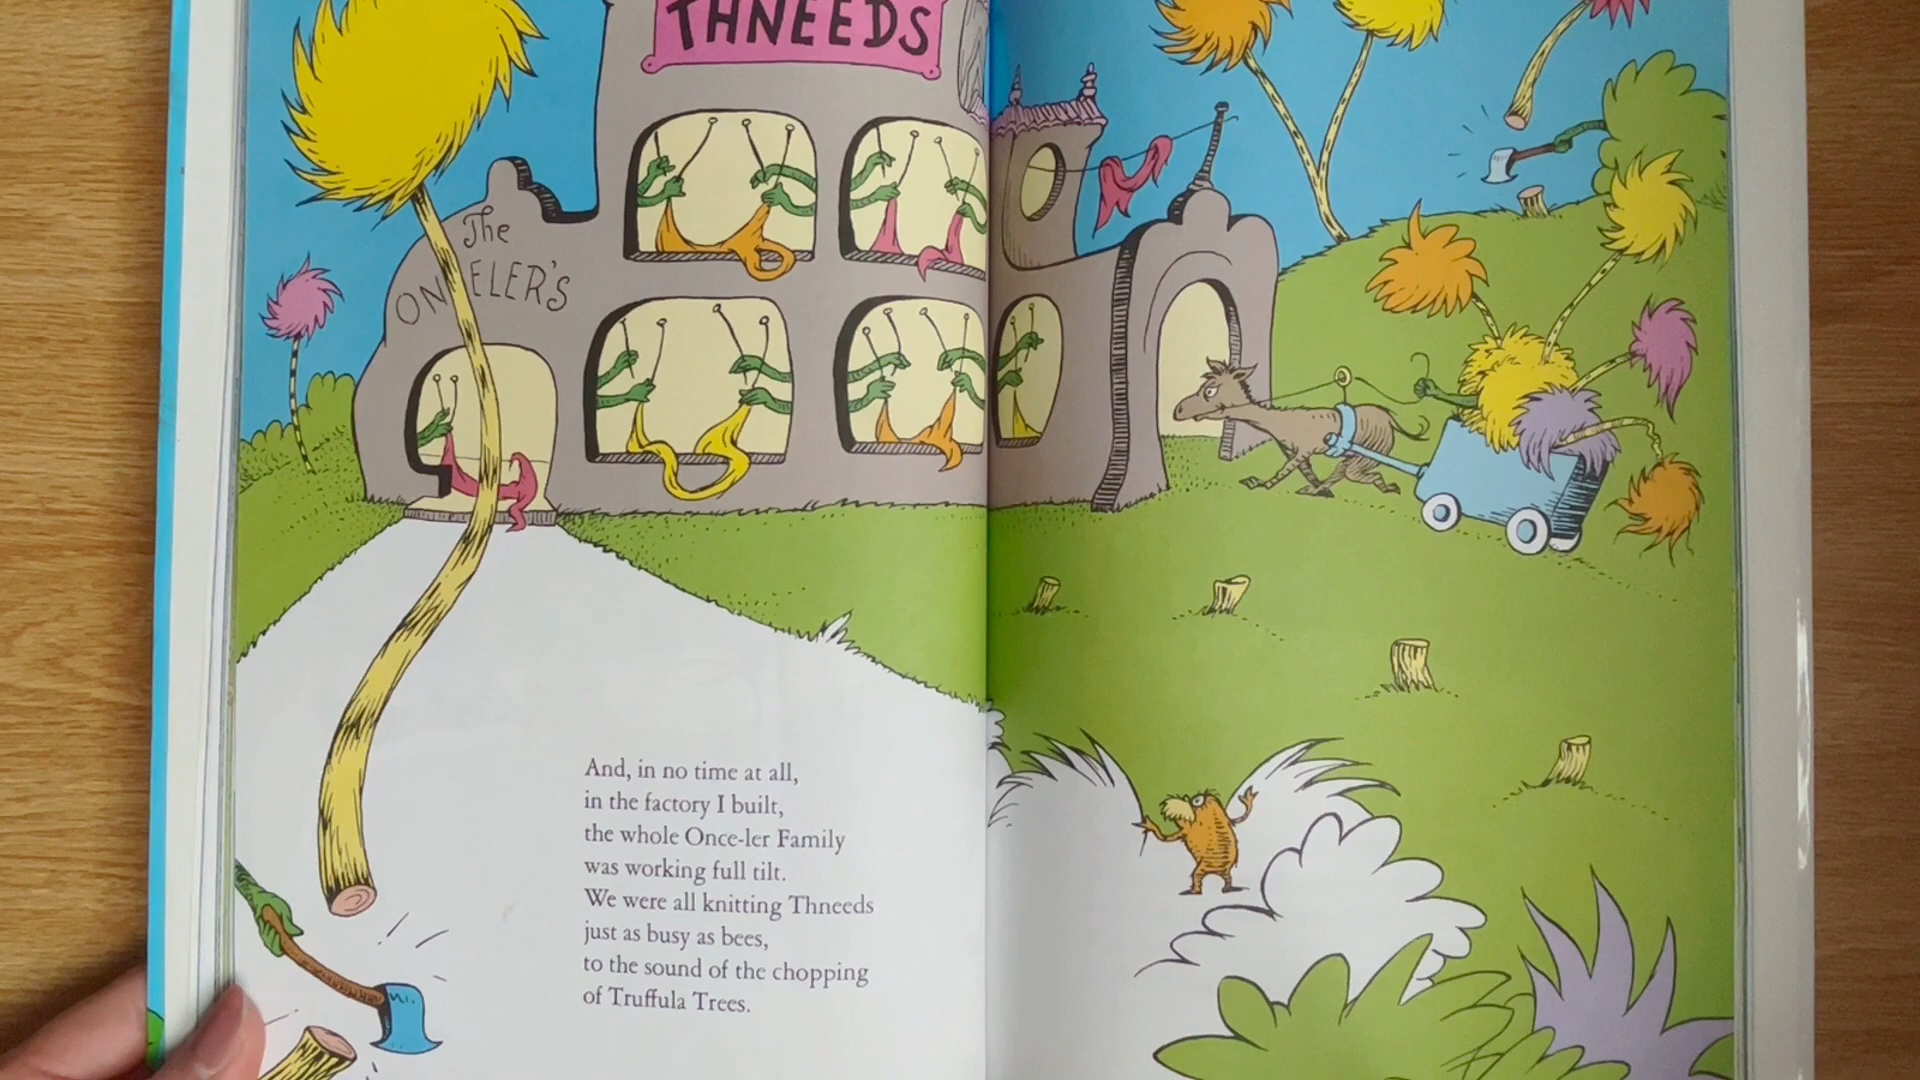 THNEEDS
The
ON ELER'S
And, in no time at all,
in the factory I built,
the whole Once-ler Family
was working full tilt.
We were all knitting Thneeds
just as busy as bees,
to the sound of the chopping
of Truffula Trees.